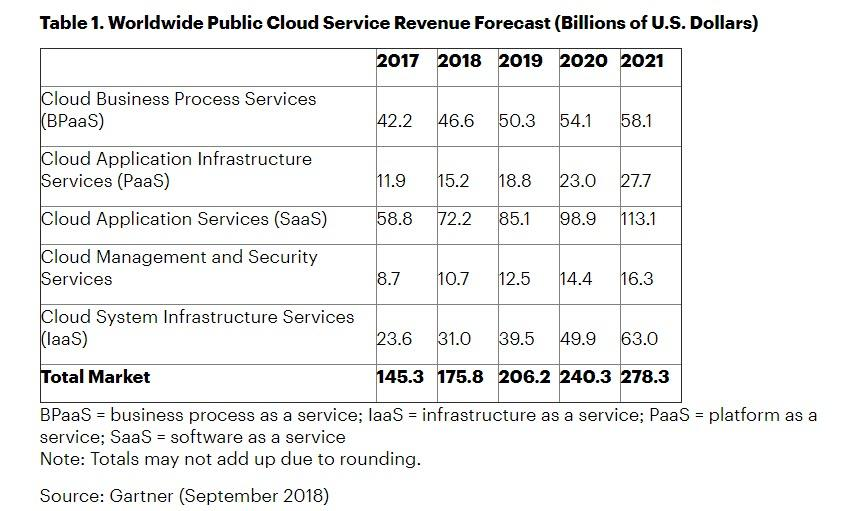 Table 1. Worldwide Public Cloud Service Revenue Forecast (Billions of U.S. Dollars)
2017 2018 2019 2020 2021
Cloud Business Process Services
(BPaaS) 42.2 46.6 50.3 54.1 58.1
Cloud Application Infrastructure
Services (PaaS) 11.9 15.2 18.8 23.0 27.7
Cloud Application Services (SaaS) 58.8 72.2 85.1 98.9 113.1
Cloud Management and Security
Services 8.7 10.7 12.5 14.4 16.3
Cloud System Infrastructure Services
(IaaS) 23.6 31.0 39.5 49.9 63.0
Total Market 145.3 175.8 206.2 240.3 278.3
BPaaS = business process as a service; IaaS = infrastructure as a service; PaaS = platform as a
service; SaaS = software as a service
Note: Totals may not add up due to rounding.
Source: Gartner (September 2018)